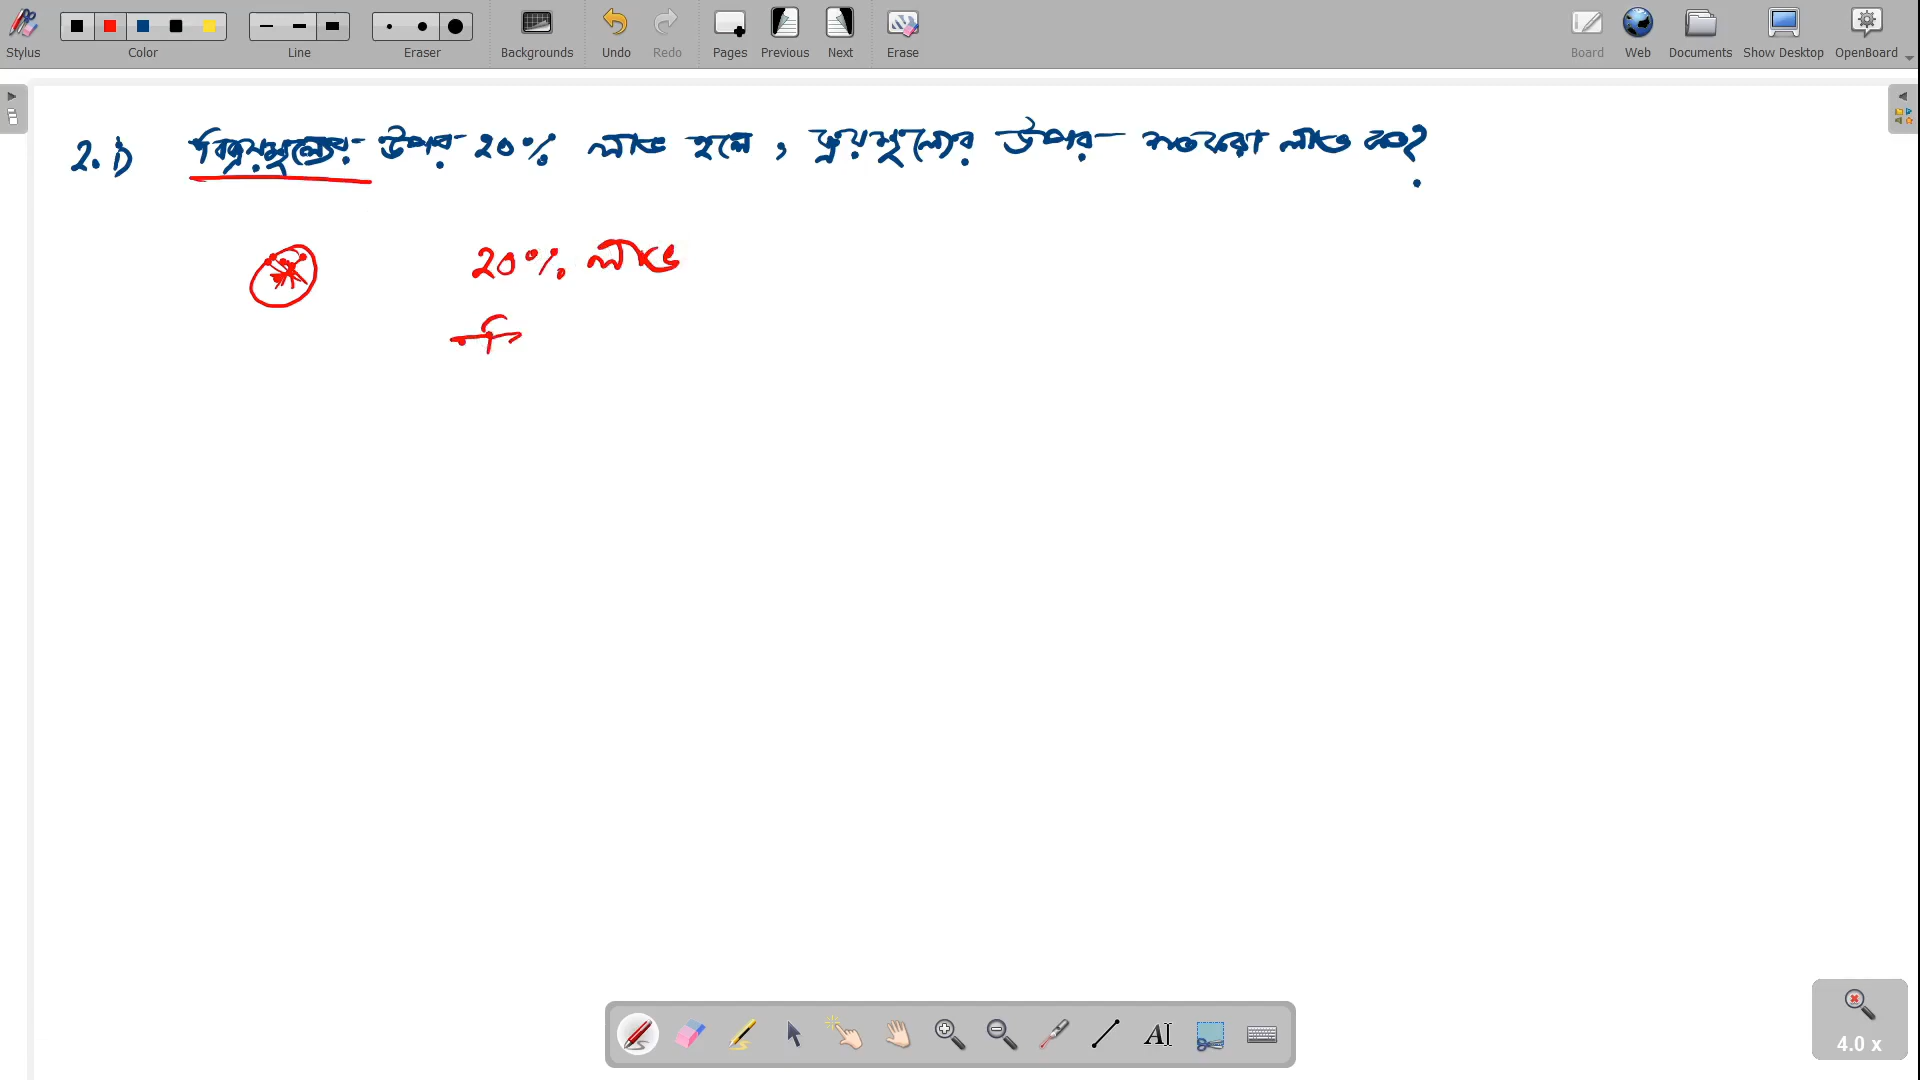 Stylus Color Line Eraser Backgrounds Undo Redo Pages Previous Next Erase Board Web Documents Show Desktop OpenBoard
2. i) বিক্রয়মূল্যের উপর 20% লাভ হলে , ক্রয়মূল্যের উপর শতকরা লাভ কত?
20% লাভ
4.0 x